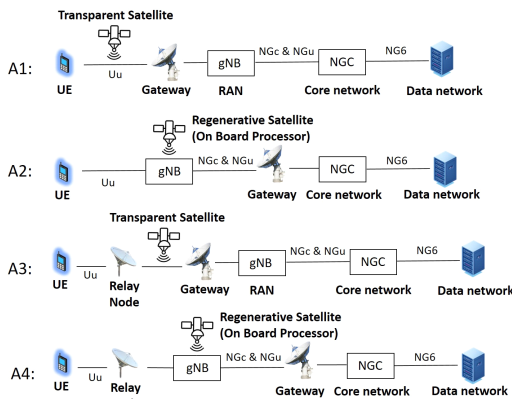 Transparent Satellite
A1:
UE
Uu
Gateway
gNB
RAN
NGc & NGu
NGC
Core network
NG6
Data network
Regenerative Satellite
(On Board Processor)
A2:
UE
Uu
gNB
NGc & NGu
Gateway
NGC
Core network
NG6
Data network
Transparent Satellite
A3:
UE
Uu
Relay
Node
Gateway
gNB
RAN
NGc & NGu
NGC
Core network
NG6
Data network
Regenerative Satellite
(On Board Processor)
A4:
UE
Uu
Relay
gNB
NGc & NGu
Gateway
NGC
Core network
NG6
Data network